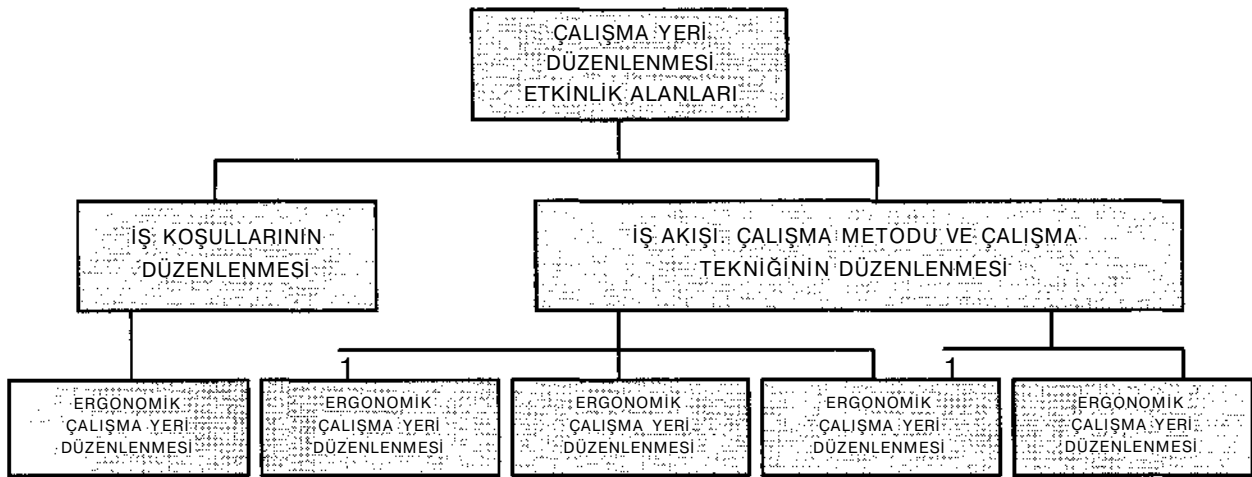 ÇALIŞMA YERİ
DÜZENLENMESİ
ETKİNLİK ALANLARI
İŞ KOŞULLARININ
DÜZENLENMESİ
İŞ AKIŞI. ÇALIŞMA METODU VE ÇALIŞMA
TEKNİĞİNİN DÜZENLENMESİ
1
1
ERGONOMİK
ÇALIŞMA YERİ
DÜZENLENMESİ
ERGONOMİK
ÇALIŞMA YERİ
DÜZENLENMESİ
ERGONOMİK
ÇALIŞMA YERİ
DÜZENLENMESİ
ERGONOMİK
ÇALIŞMA YERİ
DÜZENLENMESİ
ERGONOMİK
ÇALIŞMA YERİ
DÜZENLENMESİ